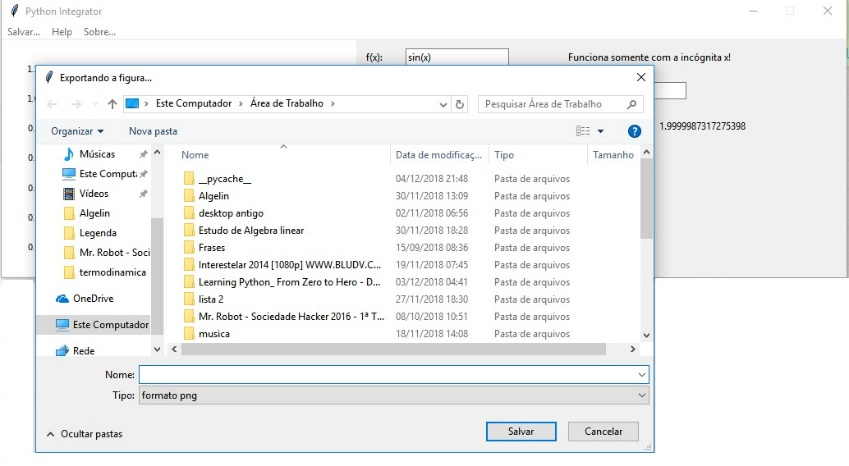 Python Integrator
Salvar... Help Sobre...
f(x): sin(x) Funciona somente com a incógnita x!
Exportando a figura...
Este Computador > Área de Trabalho >
Pesquisar Área de Trabalho
Organizar Nova pasta
1.9999987317275398
Nome Data de modificaç... Tipo Tamanho
Músicas
Este Comput
Vídeos
Algelin
Legenda
Mr. Robot - Soci
termodinamica
OneDrive
Este Computador
Rede
__pycache__ 04/12/2018 21:48 Pasta de arquivos
Algelin 30/11/2018 13:09 Pasta de arquivos
desktop antigo 02/11/2018 06:56 Pasta de arquivos
Estudo de Algebra linear 30/11/2018 18:28 Pasta de arquivos
Frases 15/09/2018 08:36 Pasta de arquivos
Interestelar 2014 [1080p] WWW.BLUDV.C... 19/11/2018 07:45 Pasta de arquivos
Learning Python_ From Zero to Hero - D... 03/12/2018 04:41 Pasta de arquivos
lista 2 27/11/2018 18:30 Pasta de arquivos
Mr. Robot - Sociedade Hacker 2016 - 1ª T... 08/10/2018 10:51 Pasta de arquivos
musica 18/11/2018 14:08 Pasta de arquivos
Nome:
Tipo: formato png
Ocultar pastas
Salvar Cancelar